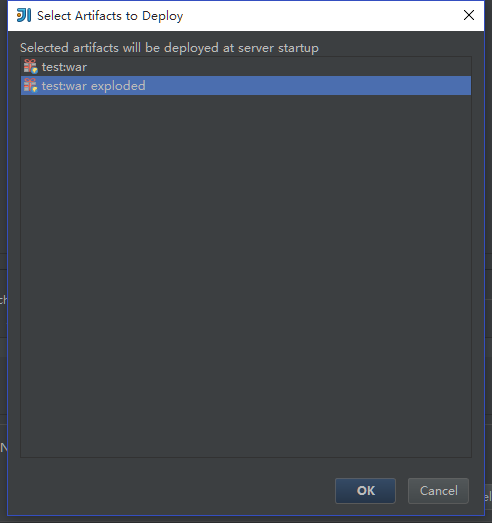 Select Artifacts to Deploy
Selected artifacts will be deployed at server startup
test:war
test:war exploded
OK
Cancel